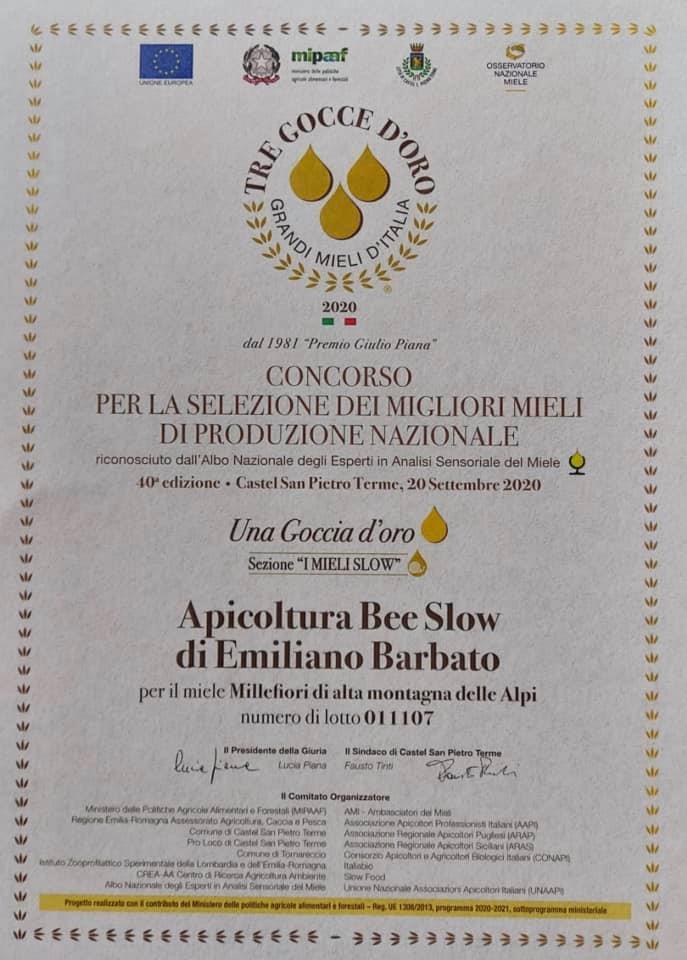 UNIONE EUROPEA
mipaaf
ministero delle politiche
agricole alimentari e forestali
OSSERVATORIO
NAZIONALE
MIELE
TRE GOCCE D'ORO
GRANDI MIELI D'ITALIA
®
2020
dal 1981 "Premio Giulio Piana"
CONCORSO
PER LA SELEZIONE DEI MIGLIORI MIELI
DI PRODUZIONE NAZIONALE
riconosciuto dall'Albo Nazionale degli Esperti in Analisi Sensoriale del Miele
40ª edizione • Castel San Pietro Terme, 20 Settembre 2020
Una Goccia d'oro
Sezione "I MIELI SLOW"
Apicoltura Bee Slow
di Emiliano Barbato
per il miele Millefiori di alta montagna delle Alpi
numero di lotto 011107
Il Presidente della Giuria
Lucia Piana
Il Sindaco di Castel San Pietro Terme
Fausto Tinti
Il Comitato Organizzatore
Ministero delle Politiche Agricole Alimentari e Forestali (MIPAAF)
Regione Emilia-Romagna Assessorato Agricoltura, Caccia e Pesca
Comune di Castel San Pietro Terme
Pro Loco di Castel San Pietro Terme
Comune di Tornareccio
Istituto Zooprofilattico Sperimentale della Lombardia e dell'Emilia-Romagna
CREA-AA Centro di Ricerca Agricoltura Ambiente
Albo Nazionale degli Esperti in Analisi Sensoriale del Miele
AMI - Ambasciatori dei Mieli
Associazione Apicoltori Professionisti Italiani (AAPI)
Associazione Regionale Apicoltori Pugliesi (ARAP)
Associazione Regionale Apicoltori Siciliani (ARAS)
Consorzio Apicoltori e Agricoltori Biologici Italiani (CONAPI)
Italiabio
Slow Food
Unione Nazionale Associazioni Apicoltori Italiani (UNAAPI)
Progetto realizzato con il contributo del Ministero delle politiche agricole alimentari e forestali – Reg. UE 1308/2013, programma 2020-2021, sottoprogramma ministeriale